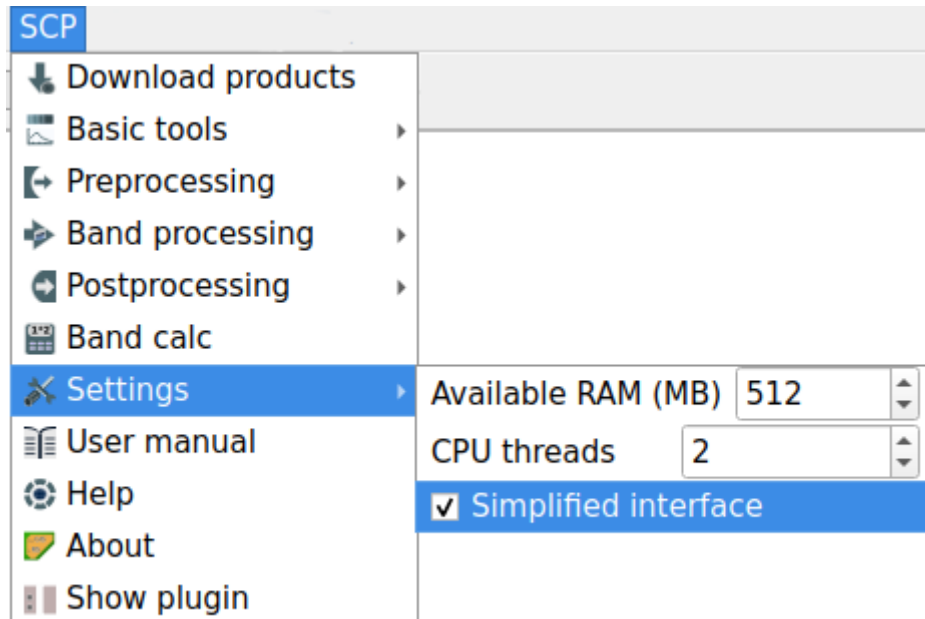 SCP
Download products
Basic tools
Preprocessing
Band processing
Postprocessing
Band calc
Settings
Available RAM (MB) 512
CPU threads 2
Simplified interface
User manual
Help
About
Show plugin